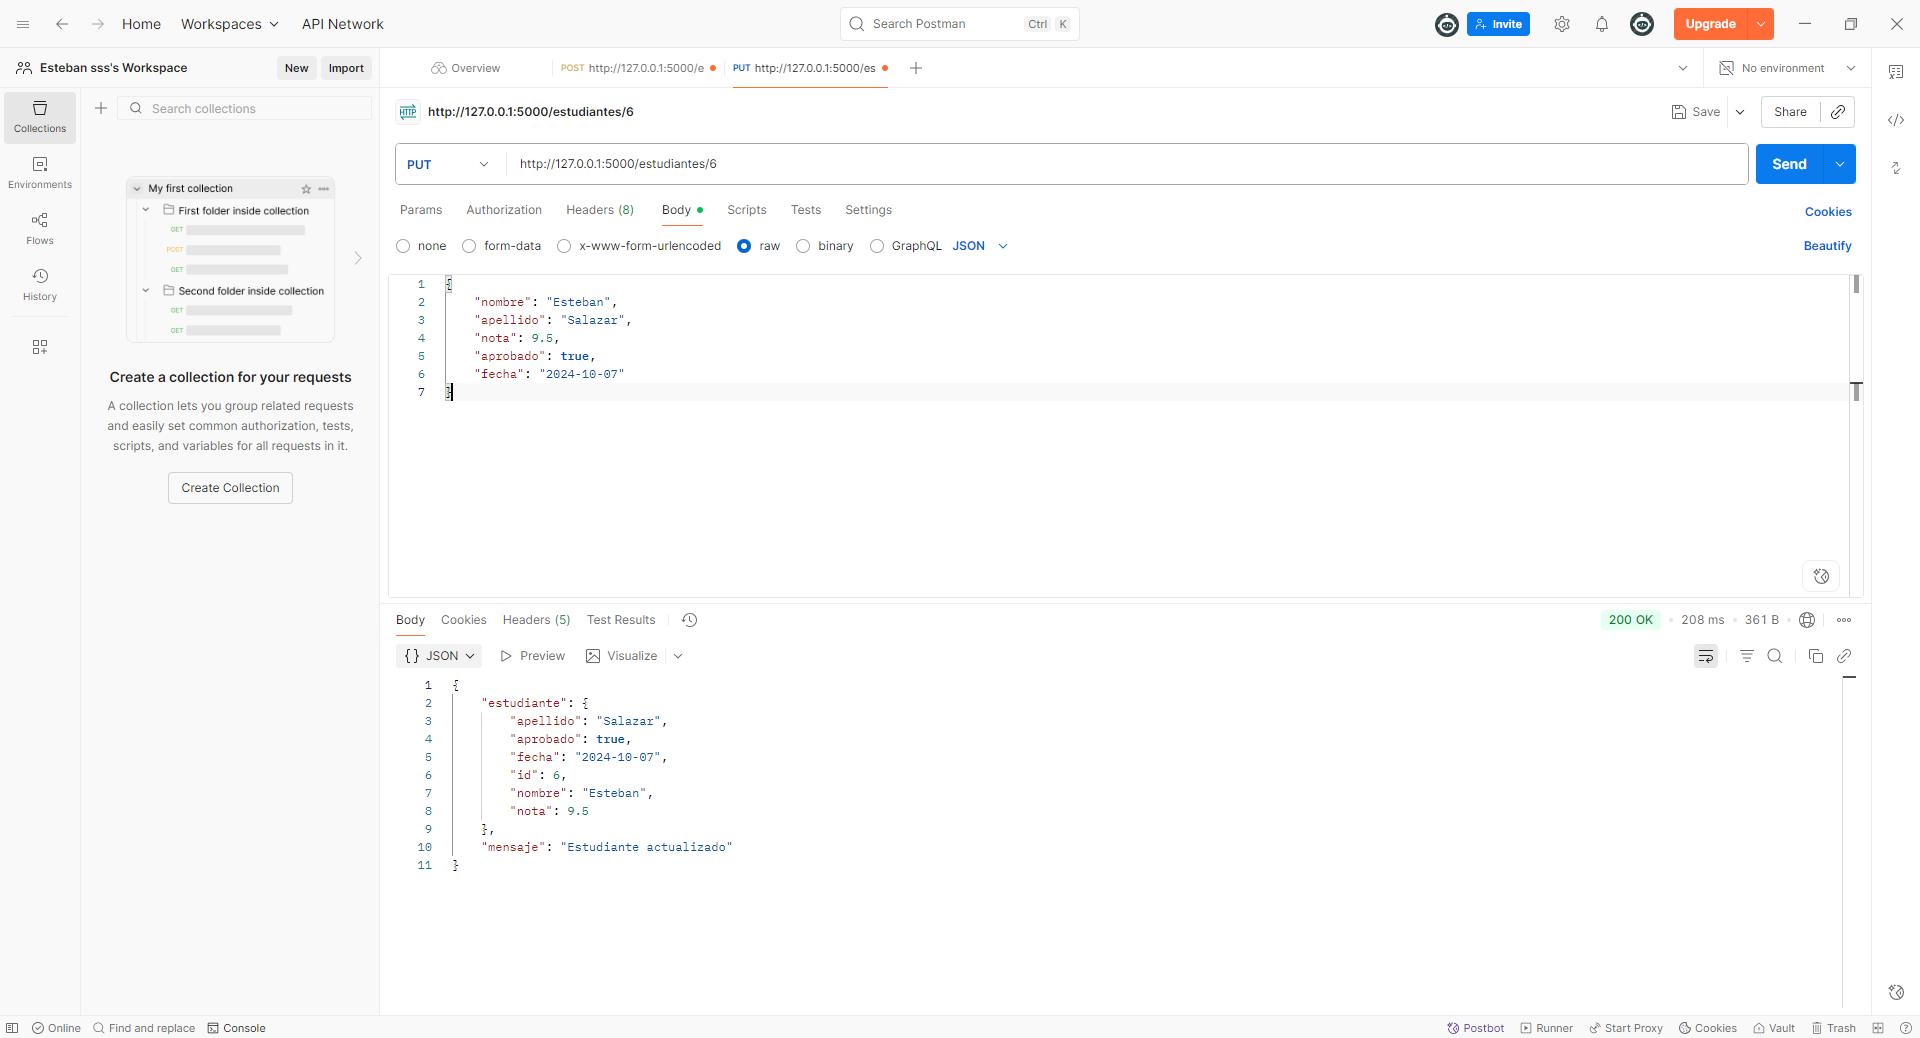 Home Workspaces API Network Search Postman Ctrl K Invite Upgrade
Esteban sss's Workspace New Import Overview POST http://127.0.0.1:5000/e PUT http://127.0.0.1:5000/es No environment
Collections
Environments
Flows
History
Search collections
My first collection
First folder inside collection
GET
POST
GET
Second folder inside collection
GET
GET
Create a collection for your requests
A collection lets you group related requests
and easily set common authorization, tests,
scripts, and variables for all requests in it.
Create Collection
HTTP http://127.0.0.1:5000/estudiantes/6 Save Share
PUT http://127.0.0.1:5000/estudiantes/6 Send
Params Authorization Headers (8) Body Scripts Tests Settings Cookies
none form-data x-www-form-urlencoded raw binary GraphQL JSON Beautify
1 {
2 "nombre": "Esteban",
3 "apellido": "Salazar",
4 "nota": 9.5,
5 "aprobado": true,
6 "fecha": "2024-10-07"
7 }
Body Cookies Headers (5) Test Results 200 OK 208 ms 361 B
{} JSON Preview Visualize
1 {
2 "estudiante": {
3 "apellido": "Salazar",
4 "aprobado": true,
5 "fecha": "2024-10-07",
6 "id": 6,
7 "nombre": "Esteban",
8 "nota": 9.5
9 },
10 "mensaje": "Estudiante actualizado"
11 }
Online Find and replace Console Postbot Runner Start Proxy Cookies Vault Trash